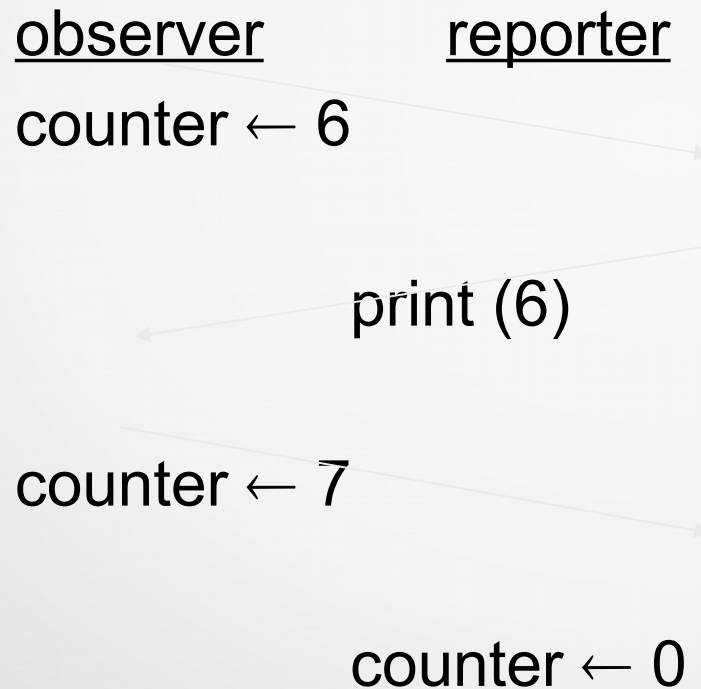 observer reporter
counter ← 6
print (6)
counter ← 7
counter ← 0